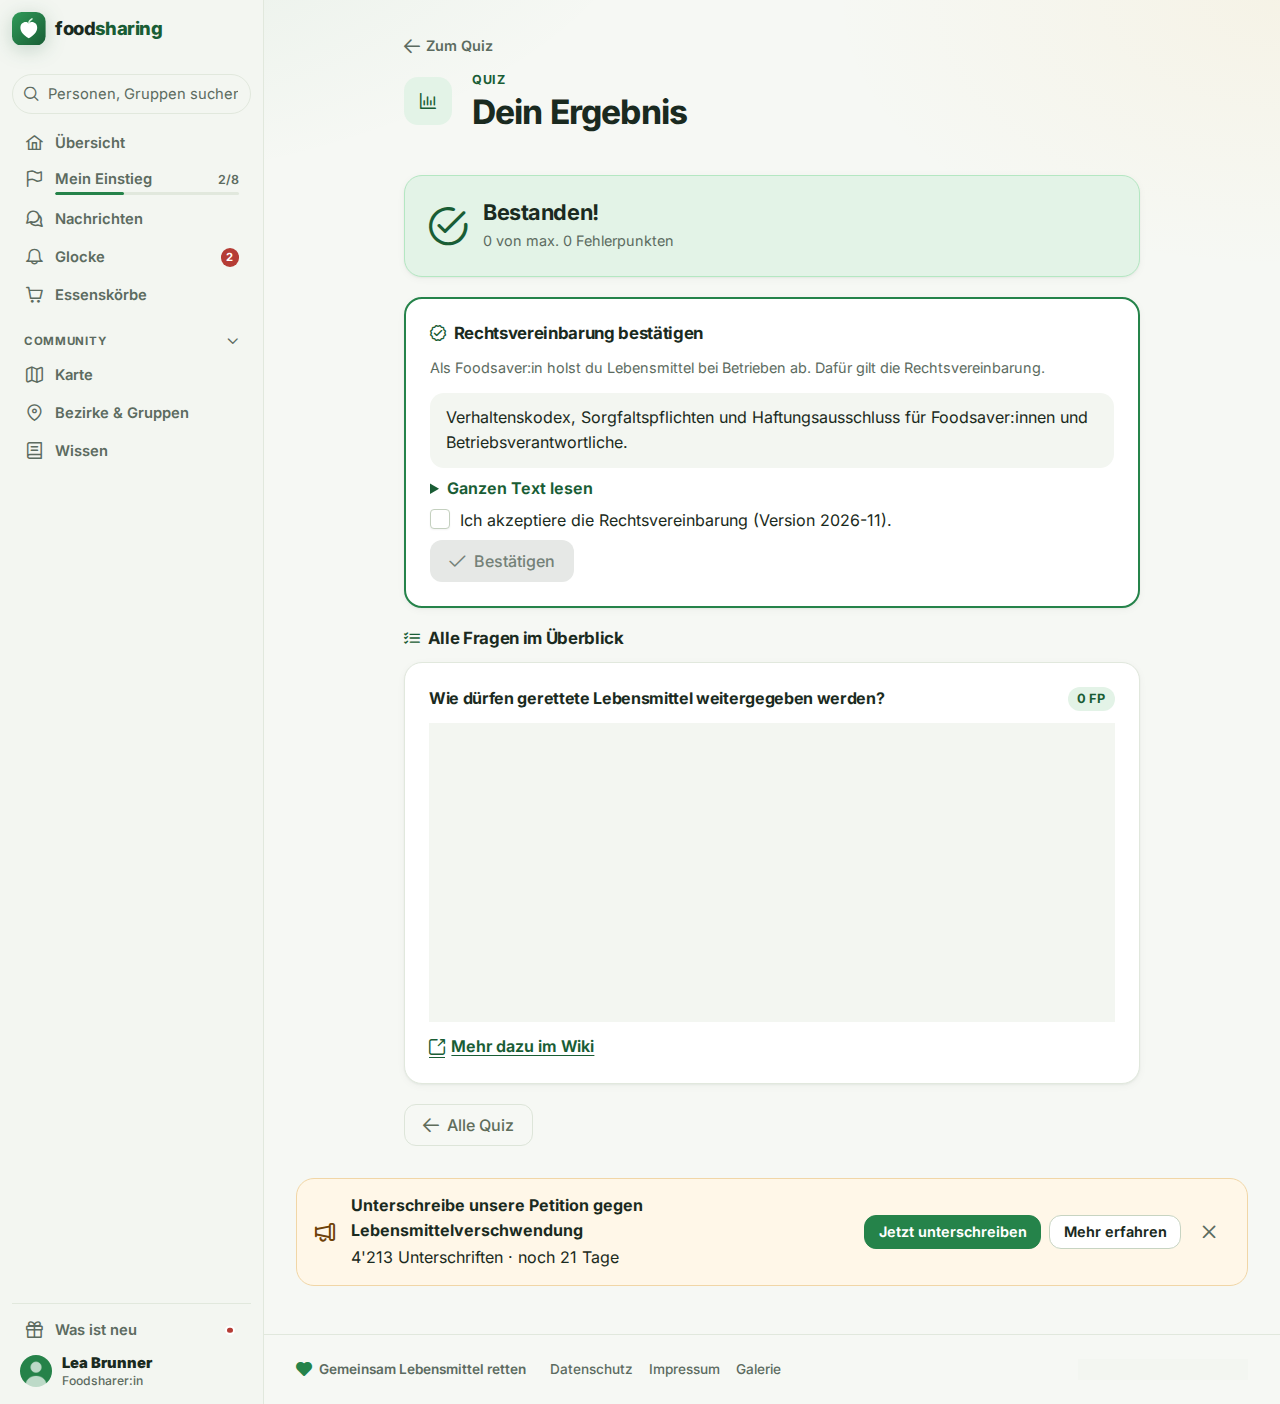 foodsharing
Personen, Gruppen sucher
Übersicht
Mein Einstieg 2/8
Nachrichten
Glocke 2
Essenskörbe
COMMUNITY
Karte
Bezirke & Gruppen
Wissen
Was ist neu
Lea Brunner
Foodsharer:in
Zum Quiz
QUIZ
Dein Ergebnis
Bestanden!
0 von max. 0 Fehlerpunkten
Rechtsvereinbarung bestätigen
Als Foodsaver:in holst du Lebensmittel bei Betrieben ab. Dafür gilt die Rechtsvereinbarung.
Verhaltenskodex, Sorgfaltspflichten und Haftungsausschluss für Foodsaver:innen und
Betriebsverantwortliche.
Ganzen Text lesen
Ich akzeptiere die Rechtsvereinbarung (Version 2026-11).
Bestätigen
Alle Fragen im Überblick
Wie dürfen gerettete Lebensmittel weitergegeben werden? 0 FP
Mehr dazu im Wiki
Alle Quiz
Unterschreibe unsere Petition gegen
Lebensmittelverschwendung
4'213 Unterschriften · noch 21 Tage
Jetzt unterschreiben Mehr erfahren
Gemeinsam Lebensmittel retten Datenschutz Impressum Galerie